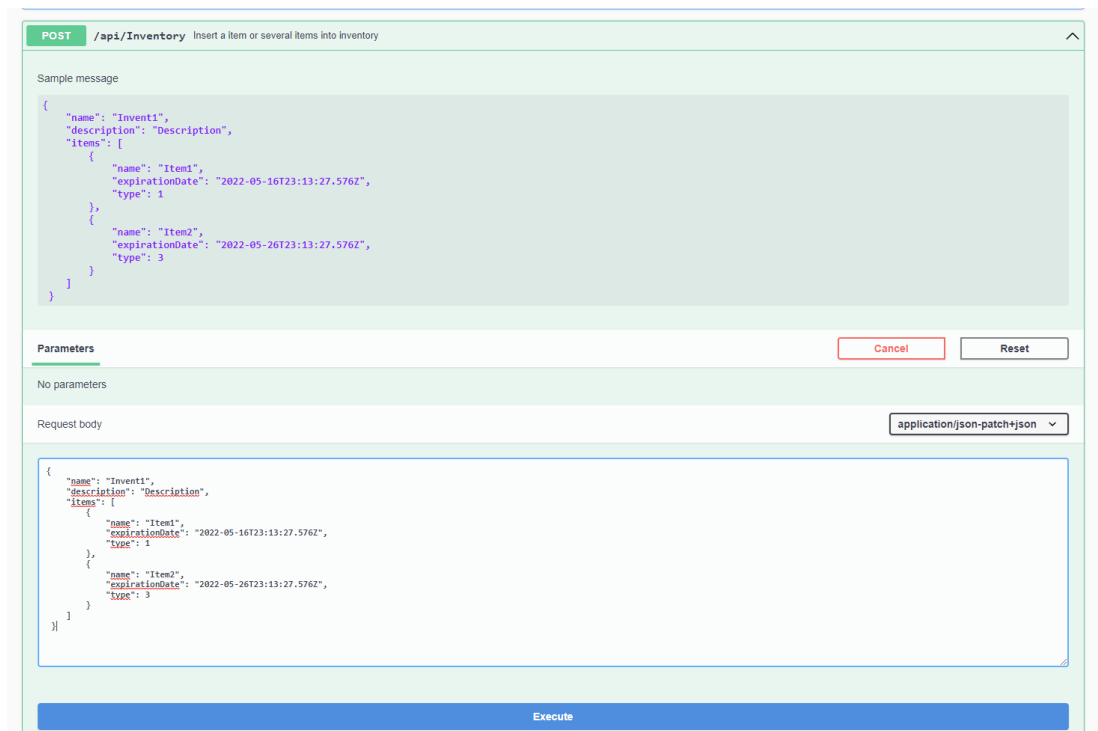 POST /api/Inventory Insert a item or several items into inventory
Sample message
{
"name": "Invent1",
"description": "Description",
"items": [
{
"name": "Item1",
"expirationDate": "2022-05-16T23:13:27.576Z",
"type": 1
},
{
"name": "Item2",
"expirationDate": "2022-05-26T23:13:27.576Z",
"type": 3
}
]
}
Parameters Cancel Reset
No parameters
Request body application/json-patch+json
{
"name": "Invent1",
"description": "Description",
"items": [
{
"name": "Item1",
"expirationDate": "2022-05-16T23:13:27.576Z",
"type": 1
},
{
"name": "Item2",
"expirationDate": "2022-05-26T23:13:27.576Z",
"type": 3
}
]
}
Execute